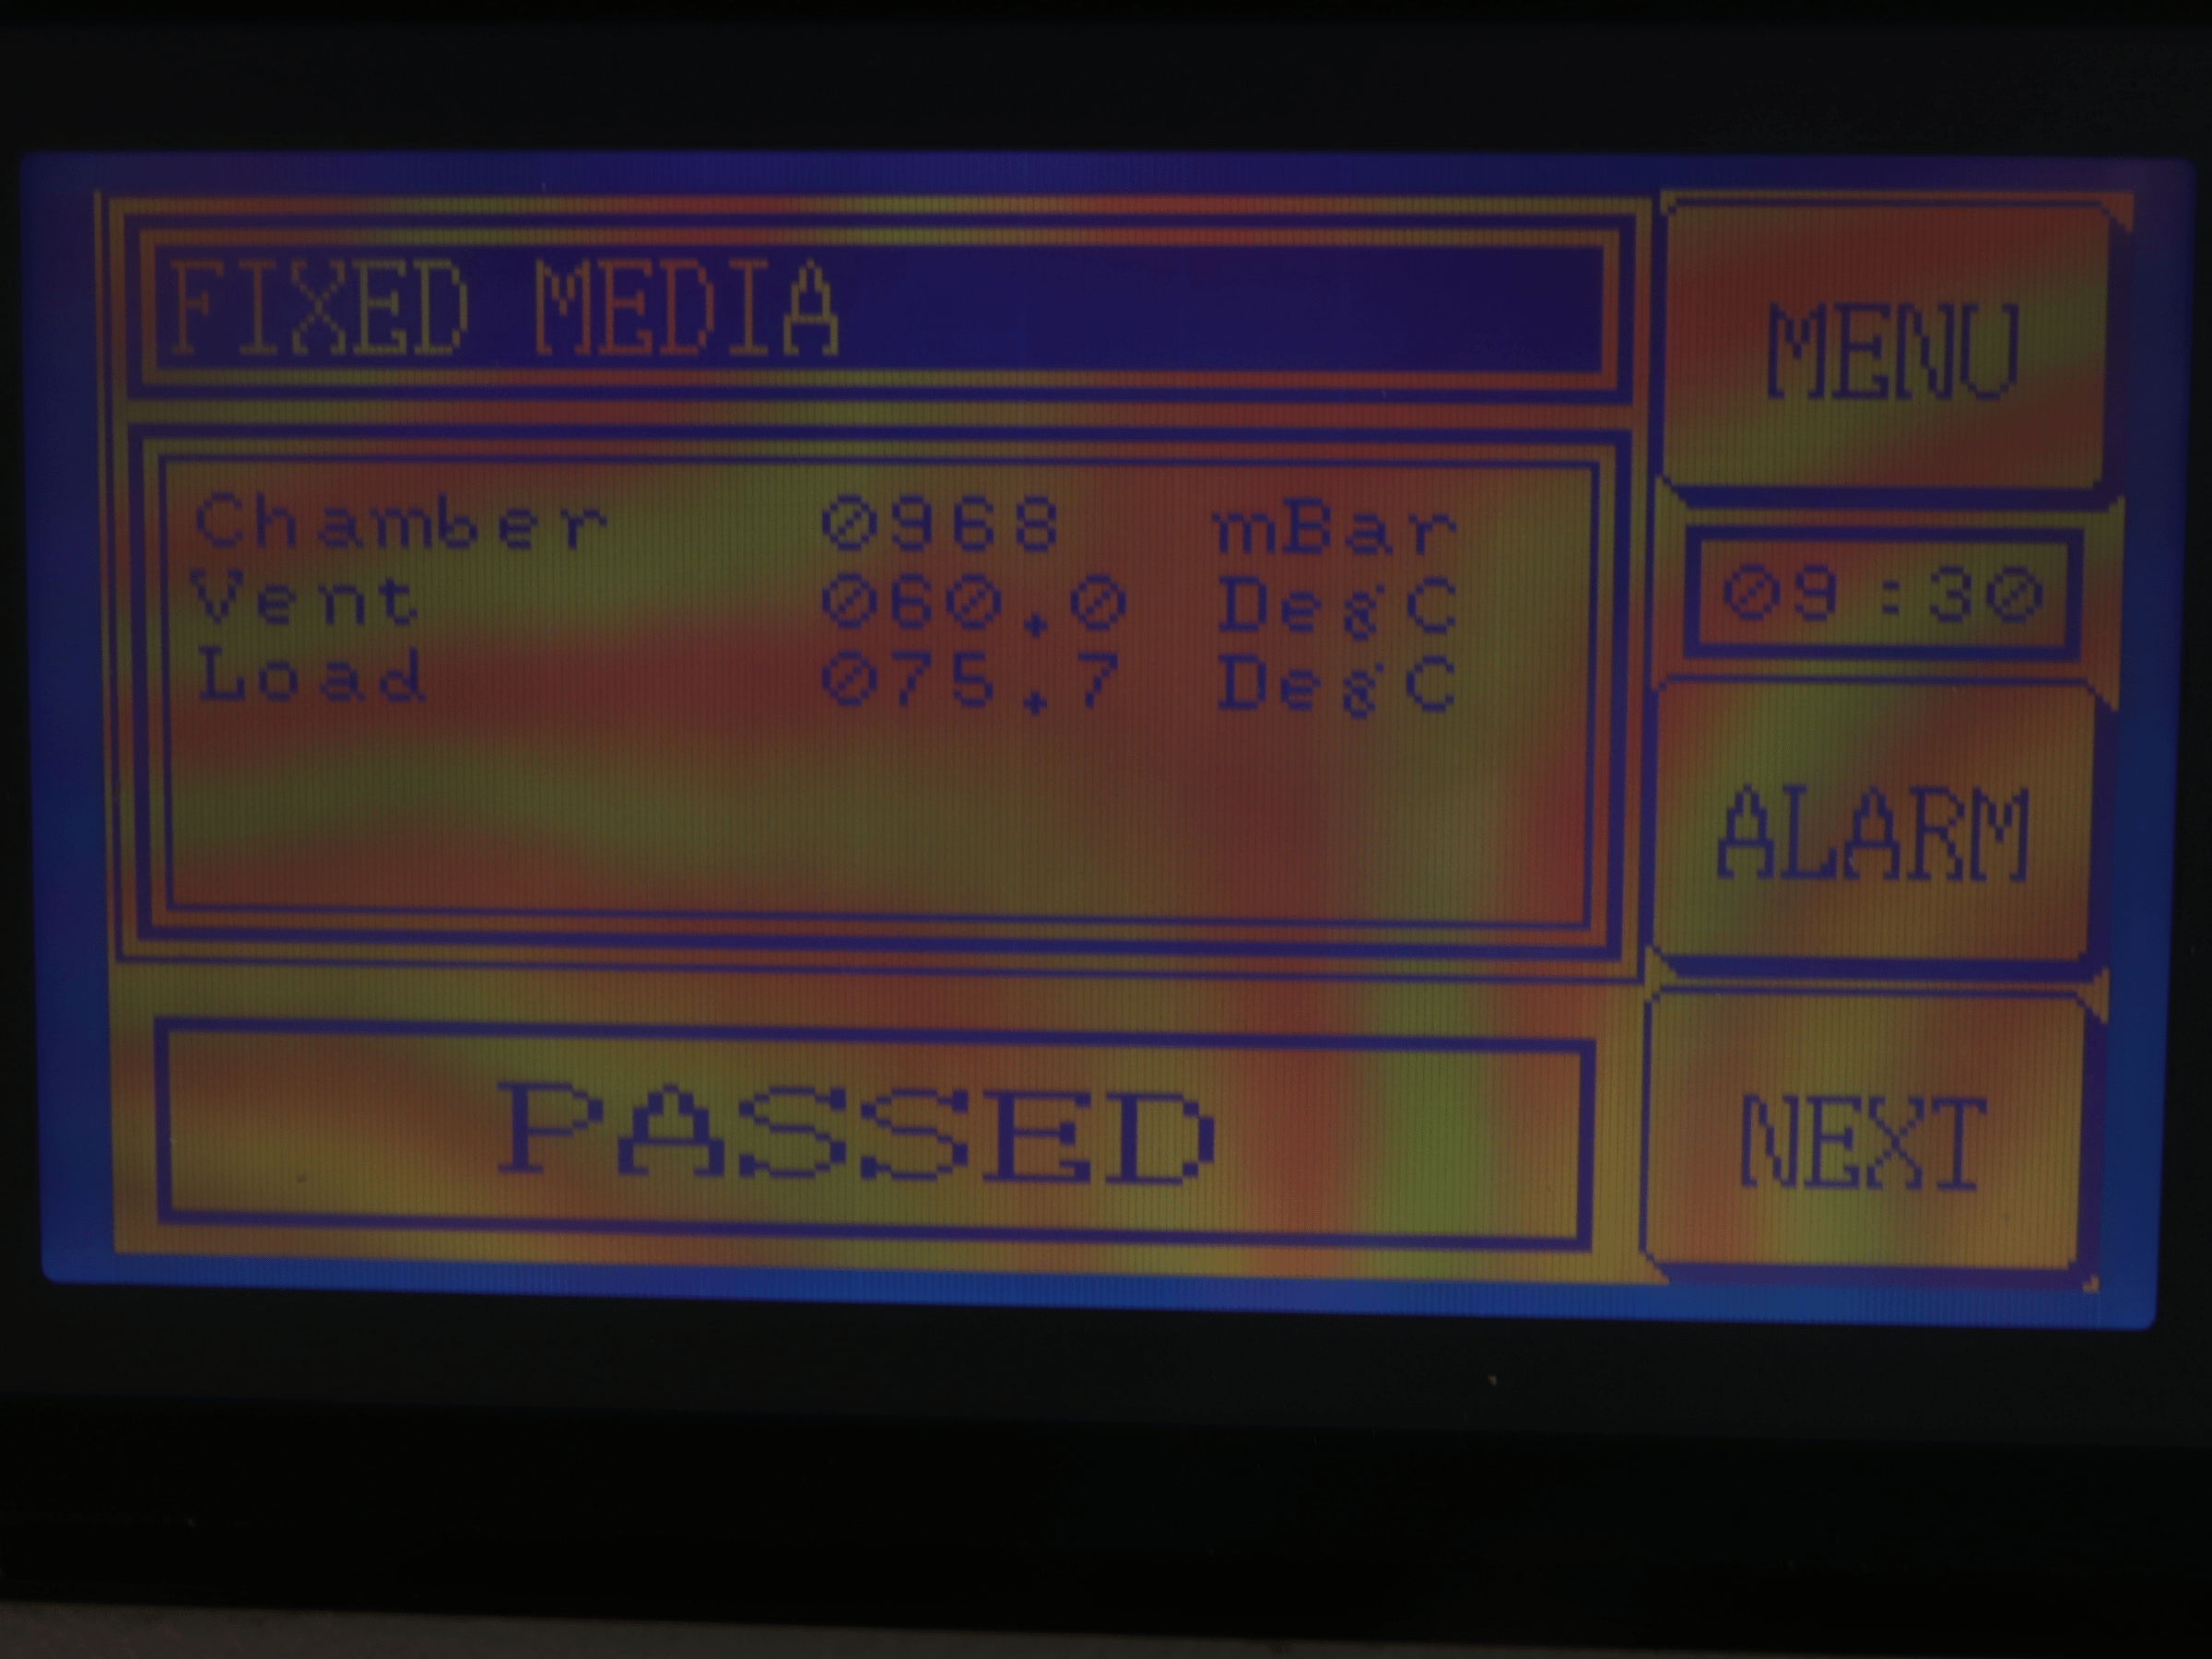 FIXED MEDIA
MENU
Chamber 0968 mBar
Vent 060.0 DegC
Load 075.7 DegC
09:30
ALARM
PASSED
NEXT